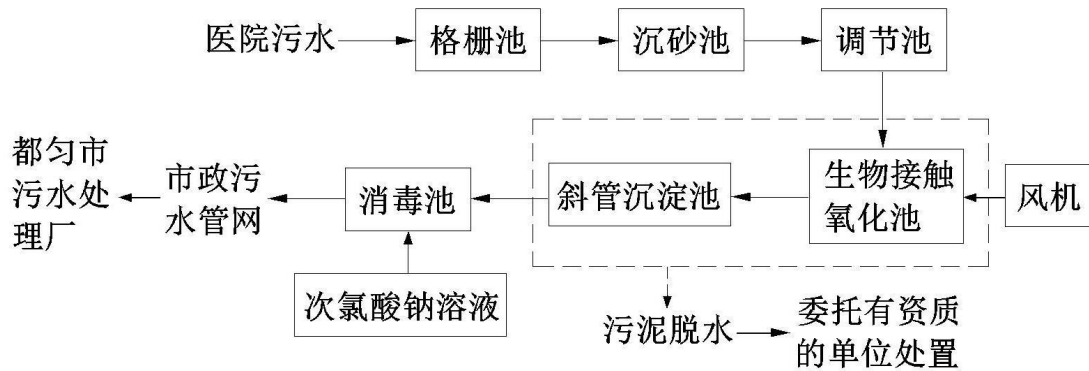 医院污水
格栅池
沉砂池
调节池
都匀市
污水处
理厂
市政污
水管网
消毒池
斜管沉淀池
生物接触
氧化池
风机
次氯酸钠溶液
污泥脱水
委托有资质
的单位处置